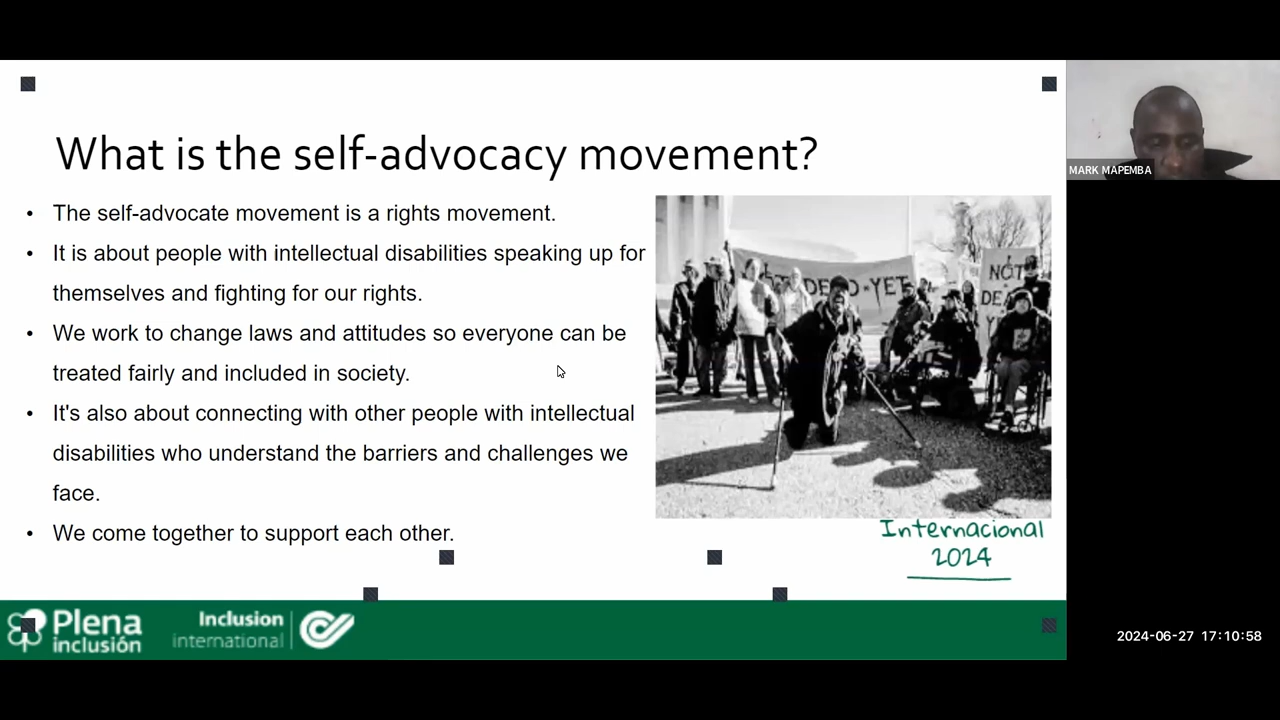 What is the self-advocacy movement?
• The self-advocate movement is a rights movement.
• It is about people with intellectual disabilities speaking up for
themselves and fighting for our rights.
• We work to change laws and attitudes so everyone can be
treated fairly and included in society.
• It's also about connecting with other people with intellectual
disabilities who understand the barriers and challenges we
face.
• We come together to support each other.
DEAD-YET
NOT
Internacional
2024
Plena
inclusión
Inclusion
international
MARK MAPEMBA
2024-06-27 17:10:58